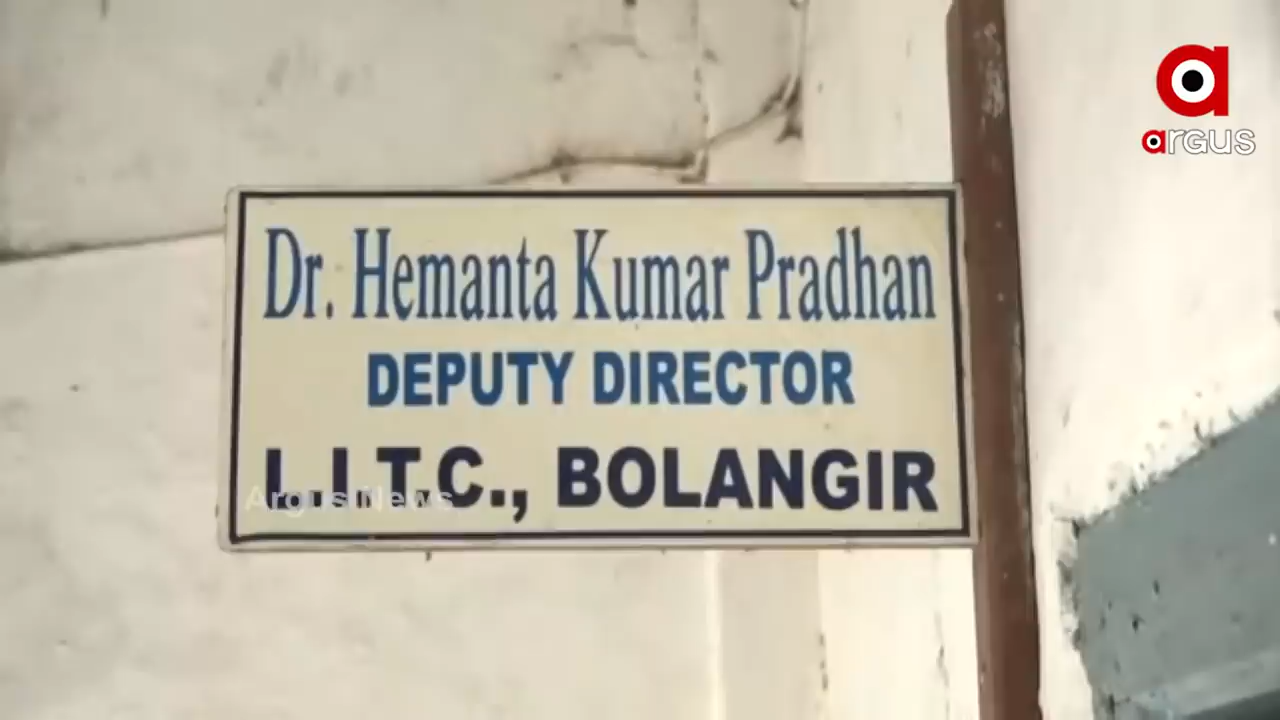 argus
Dr. Hemanta Kumar Pradhan
DEPUTY DIRECTOR
L.I.T.C., BOLANGIR
Argus News